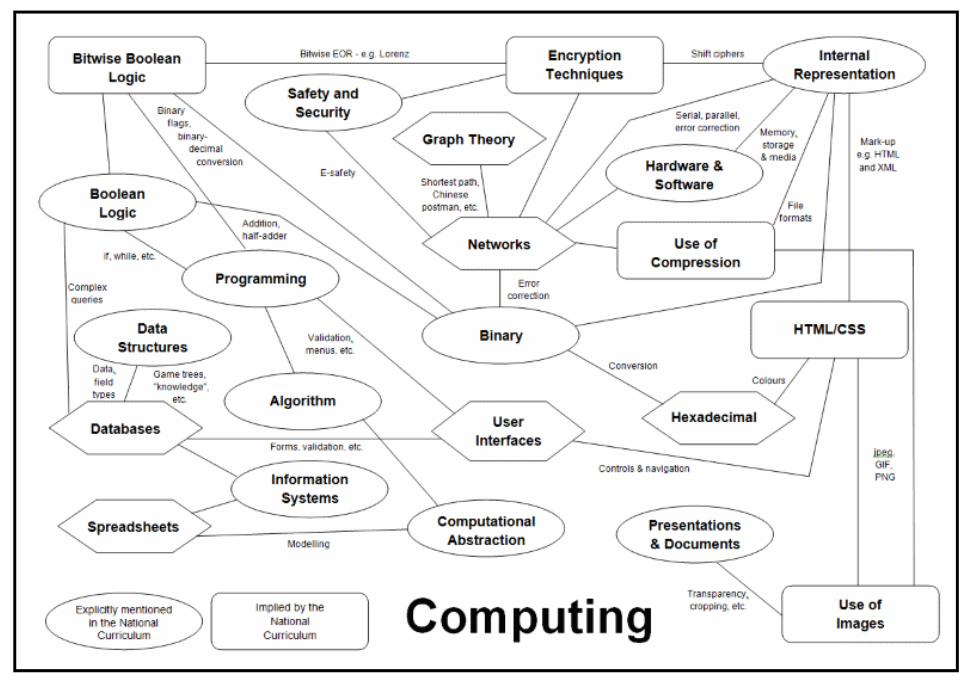 Bitwise Boolean
Logic
Bitwise EOR - e.g. Lorenz
Encryption
Techniques
Shift ciphers
Internal
Representation
Safety and
Security
Binary
flags,
binary-
decimal
conversion
Graph Theory
Serial, parallel,
error correction
Memory,
storage
& media
Mark-up
e.g. HTML
and XML
Hardware &
Software
E-safety
Shortest path,
Chinese
postman, etc.
Boolean
Logic
Addition,
half-adder
File
formats
Networks
Use of
Compression
if, while, etc.
Programming
Complex
queries
Error
correction
Data
Structures
Validation,
menus. etc.
Binary
HTML/CSS
Data,
field
types
Game trees,
"knowledge",
etc.
Conversion
Colours
Algorithm
Databases
User
Interfaces
Hexadecimal
Forms. validation. etc.
Controls & navigation
jpeg,
GIF,
PNG
Information
Systems
Spreadsheets
Modelling
Computational
Abstraction
Presentations
& Documents
Transparency,
cropping, etc.
Use of
Images
Explicitly mentioned
in the National
Curriculum
Implied by the
National
Curriculum
Computing